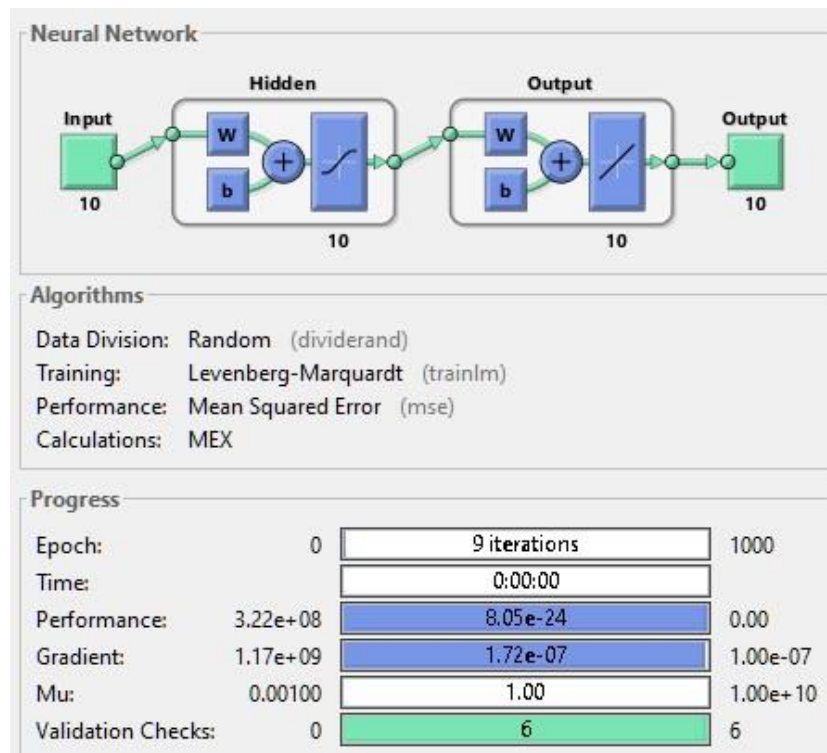 Neural Network
Hidden
Output
Input
Output
W
W
b
b
10
10
10
10
Algorithms
Data Division: Random (dividerand)
Training: Levenberg-Marquardt (trainlm)
Performance: Mean Squared Error (mse)
Calculations: MEX
Progress
Epoch: 0 9 iterations 1000
Time: 0:00:00
Performance: 3.22e+08 8.05e-24 0.00
Gradient: 1.17e+09 1.72e-07 1.00e-07
Mu: 0.00100 1.00 1.00e+10
Validation Checks: 0 6 6